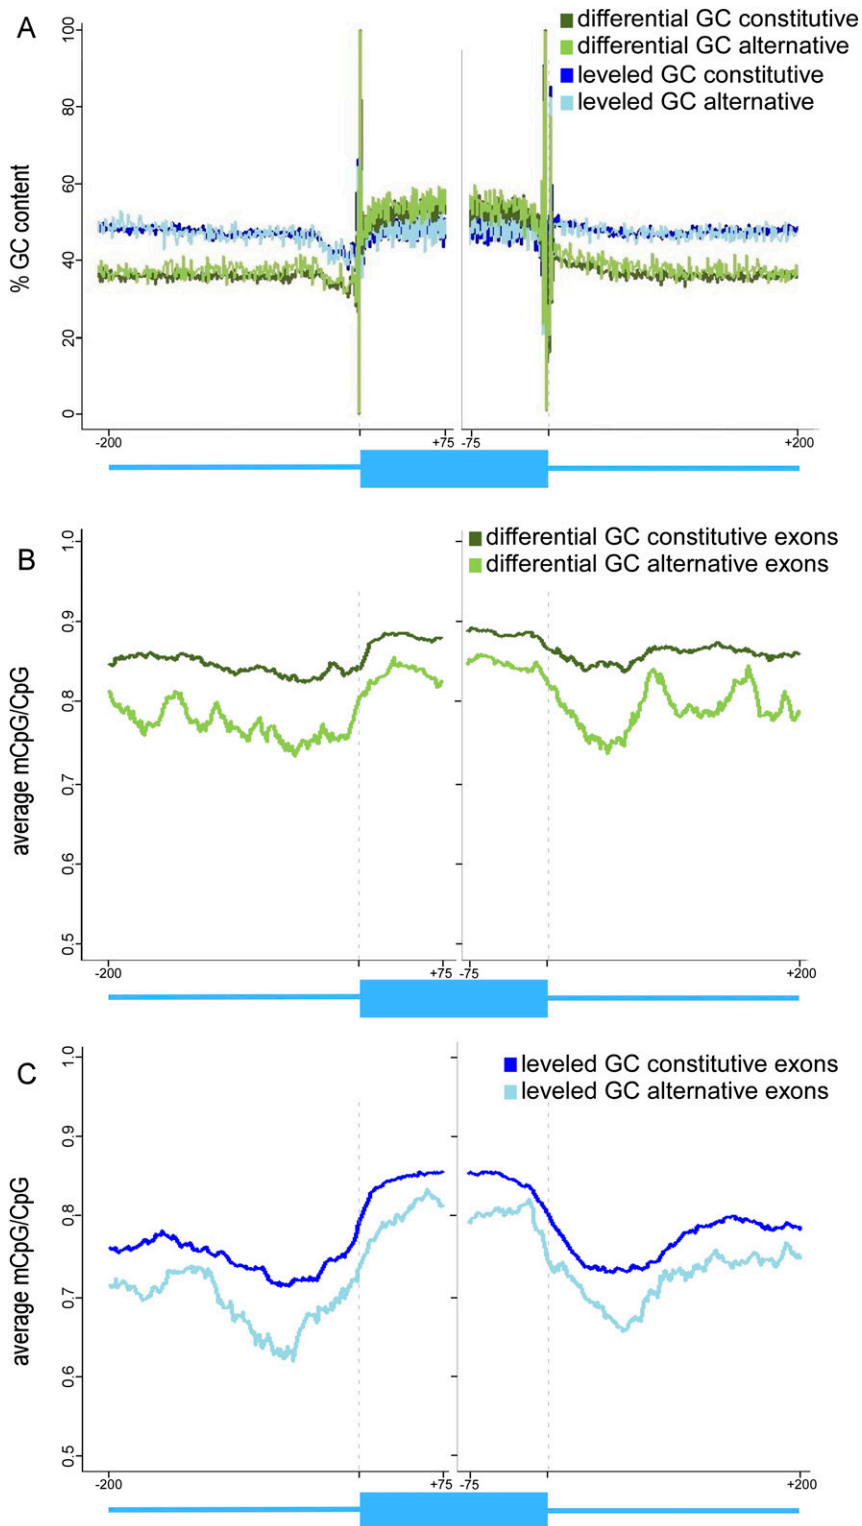 A
differential GC constitutive
differential GC alternative
leveled GC constitutive
leveled GC alternative
% GC content
100
80
60
40
20
0
-200
+75
-75
+200
B
differential GC constitutive exons
differential GC alternative exons
average mCpG/CpG
1.0
0.9
0.8
0.7
0.6
0.5
-200
+75
-75
+200
C
leveled GC constitutive exons
leveled GC alternative exons
average mCpG/CpG
1.0
0.9
0.8
0.7
0.6
0.5
-200
+75
-75
+200